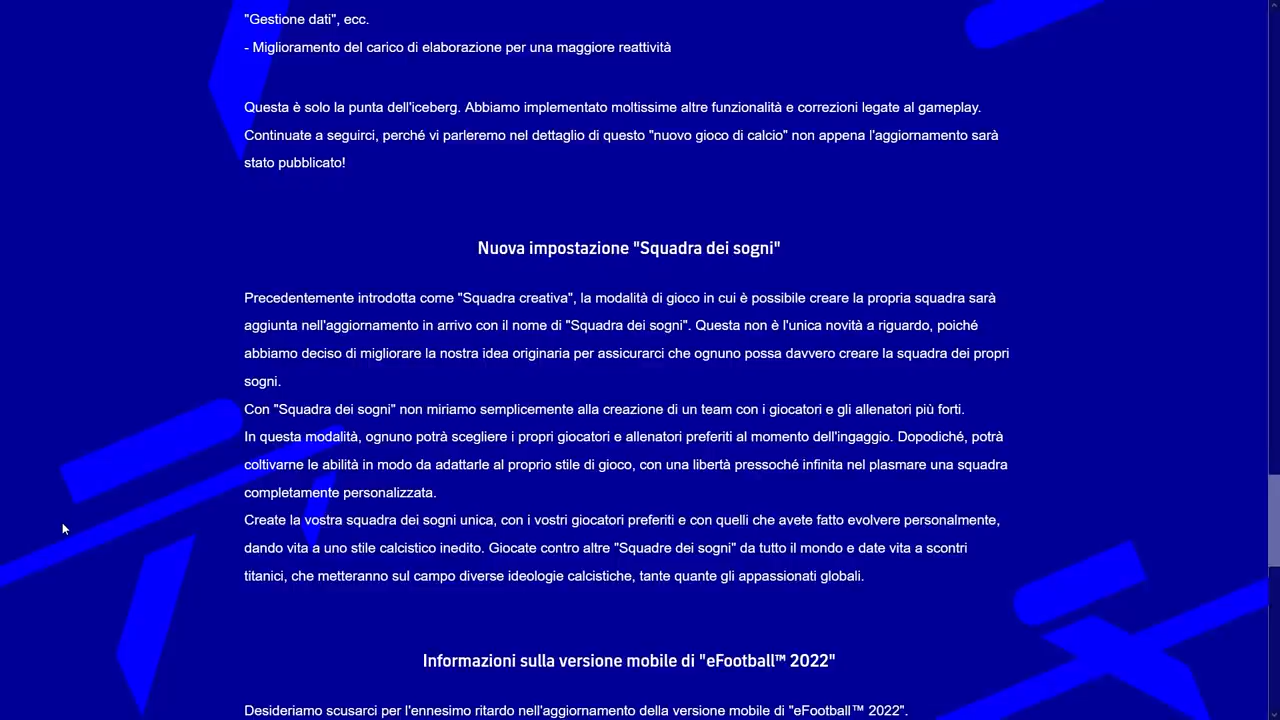 "Gestione dati", ecc.
- Miglioramento del carico di elaborazione per una maggiore reattività
Questa è solo la punta dell'iceberg. Abbiamo implementato moltissime altre funzionalità e correzioni legate al gameplay.
Continuate a seguirci, perché vi parleremo nel dettaglio di questo "nuovo gioco di calcio" non appena l'aggiornamento sarà
stato pubblicato!
Nuova impostazione "Squadra dei sogni"
Precedentemente introdotta come "Squadra creativa", la modalità di gioco in cui è possibile creare la propria squadra sarà
aggiunta nell'aggiornamento in arrivo con il nome di "Squadra dei sogni". Questa non è l'unica novità a riguardo, poiché
abbiamo deciso di migliorare la nostra idea originaria per assicurarci che ognuno possa davvero creare la squadra dei propri
sogni.
Con "Squadra dei sogni" non miriamo semplicemente alla creazione di un team con i giocatori e gli allenatori più forti.
In questa modalità, ognuno potrà scegliere i propri giocatori e allenatori preferiti al momento dell'ingaggio. Dopodiché, potrà
coltivarne le abilità in modo da adattarle al proprio stile di gioco, con una libertà pressoché infinita nel plasmare una squadra
completamente personalizzata.
Create la vostra squadra dei sogni unica, con i vostri giocatori preferiti e con quelli che avete fatto evolvere personalmente,
dando vita a uno stile calcistico inedito. Giocate contro altre "Squadre dei sogni" da tutto il mondo e date vita a scontri
titanici, che metteranno sul campo diverse ideologie calcistiche, tante quante gli appassionati globali.
Informazioni sulla versione mobile di "eFootball™ 2022"
Desideriamo scusarci per l'ennesimo ritardo nell'aggiornamento della versione mobile di "eFootball™ 2022".